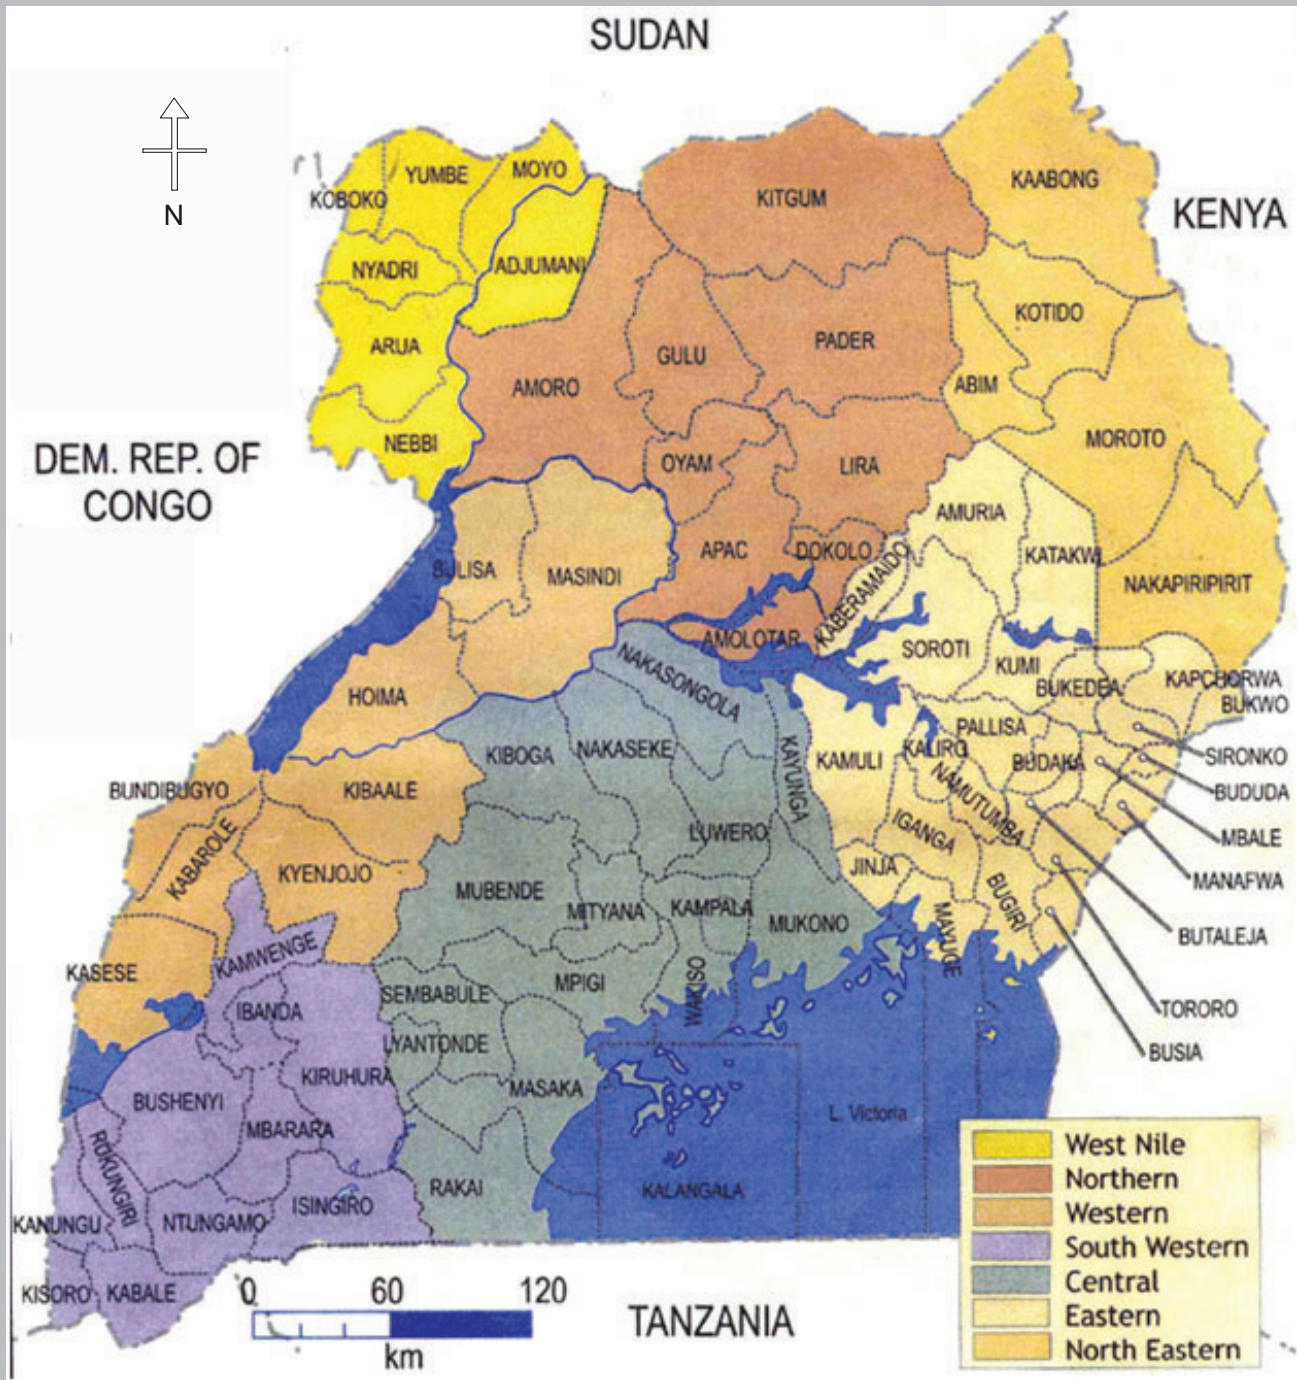 SUDAN
N
KOBOKO
YUMBE
MOYO
KITGUM
KAABONG
KENYA
NYADRI
ADJUMANI
KOTIDO
ARUA
GULU
PADER
AMORO
ABIM
NEBBI
OYAM
LIRA
MOROTO
DEM. REP. OF
CONGO
AMURIA
BULISA
MASINDI
APAC
DOKOLO
KATAKWI
NAKAPIRIPIRIT
KABERAMAIDO
AMOLOTAR
SOROTI
KUMI
NAKASONGOLA
BUKEDEA
KAPCHORWA
HOIMA
BUKWO
PALLISA
KIBOGA
NAKASEKE
KAYUNGA
KAMULI
KALIRO
BUDAKA
SIRONKO
BUNDIBUGYO
KIBAALE
NAMUTUMBA
BUDUDA
KABAROLE
LUWERO
IGANGA
MBALE
KYENJOJO
JINJA
MUBENDE
MITYANA
KAMPALA
MUKONO
BUGIRI
MANAFWA
MAYUGE
BUTALEJA
KASESE
KAMWENGE
SEMBABULE
MPIGI
WAKISO
IBANDA
TORORO
LYANTONDE
BUSIA
KIRUHURA
MASAKA
BUSHENYI
MBARARA
L. Victoria
RUKUNGIRI
RAKAI
KALANGALA
ISINGIRO
KANUNGU
NTUNGAMO
KISORO
KABALE
0 60 120
km
TANZANIA
West Nile
Northern
Western
South Western
Central
Eastern
North Eastern